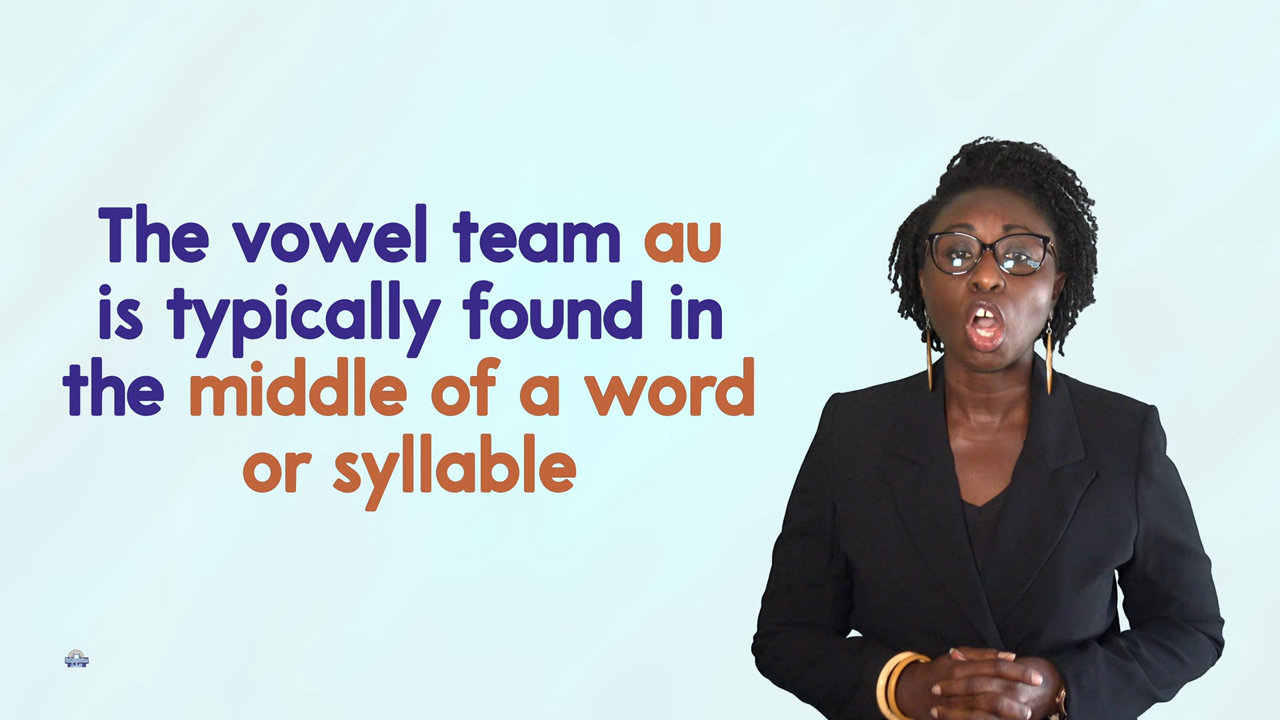 The vowel team au
is typically found in
the middle of a word
or syllable